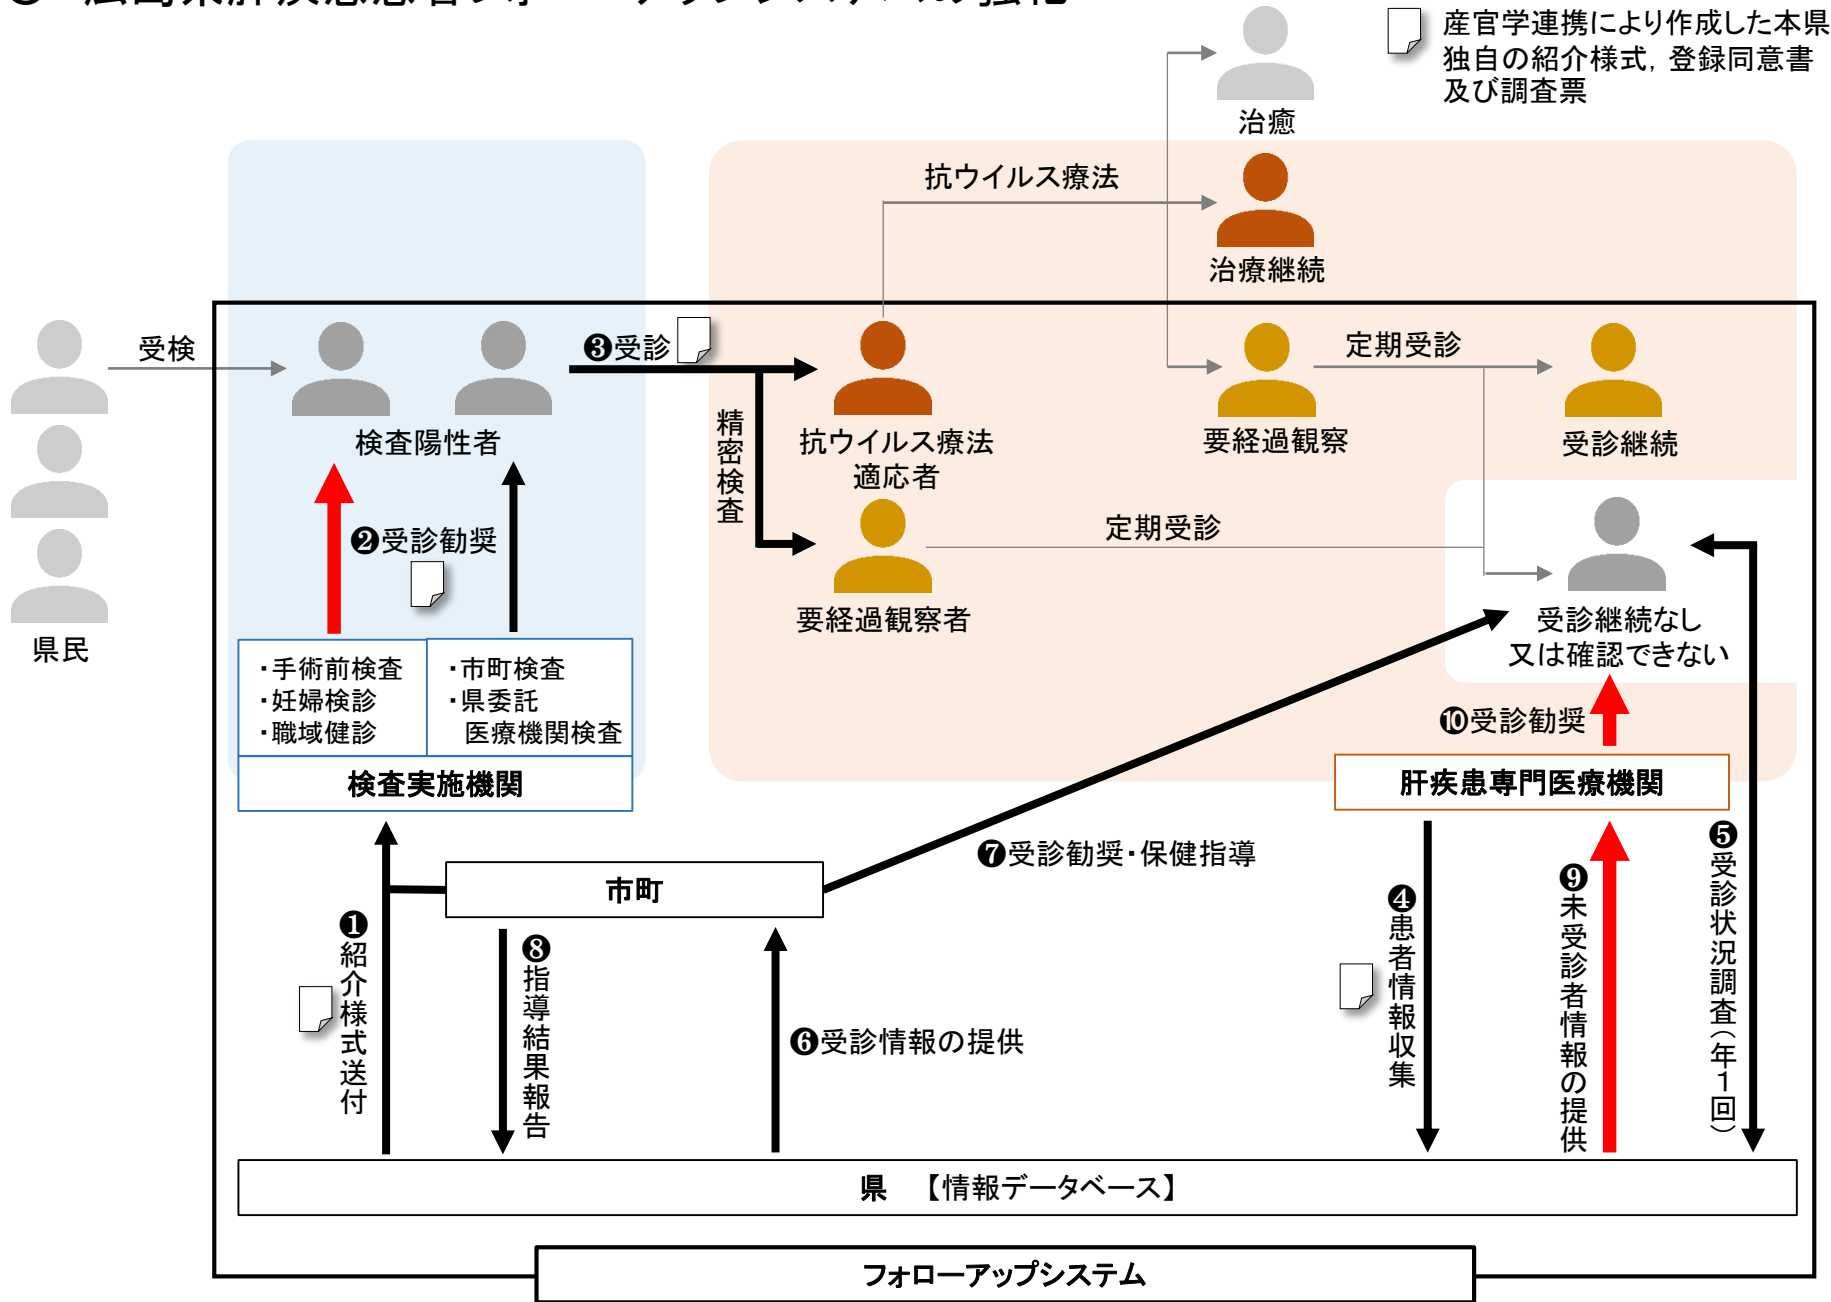 産官学連携により作成した本県
独自の紹介様式，登録同意書
及び調査票
治癒
抗ウイルス療法
治療継続
受検
❸受診
定期受診
検査陽性者
精密検査
抗ウイルス療法
適応者
要経過観察
受診継続
県民
❷受診勧奨
定期受診
要経過観察者
受診継続なし
又は確認できない
・手術前検査
・妊婦検診
・職域健診
・市町検査
・県委託
医療機関検査
検査実施機関
❿受診勧奨
肝疾患専門医療機関
❼受診勧奨・保健指導
市町
❶紹介様式送付
❽指導結果報告
❻受診情報の提供
❹患者情報収集
❾未受診者情報の提供
❺受診状況調査（年１回）
県　【情報データベース】
フォローアップシステム